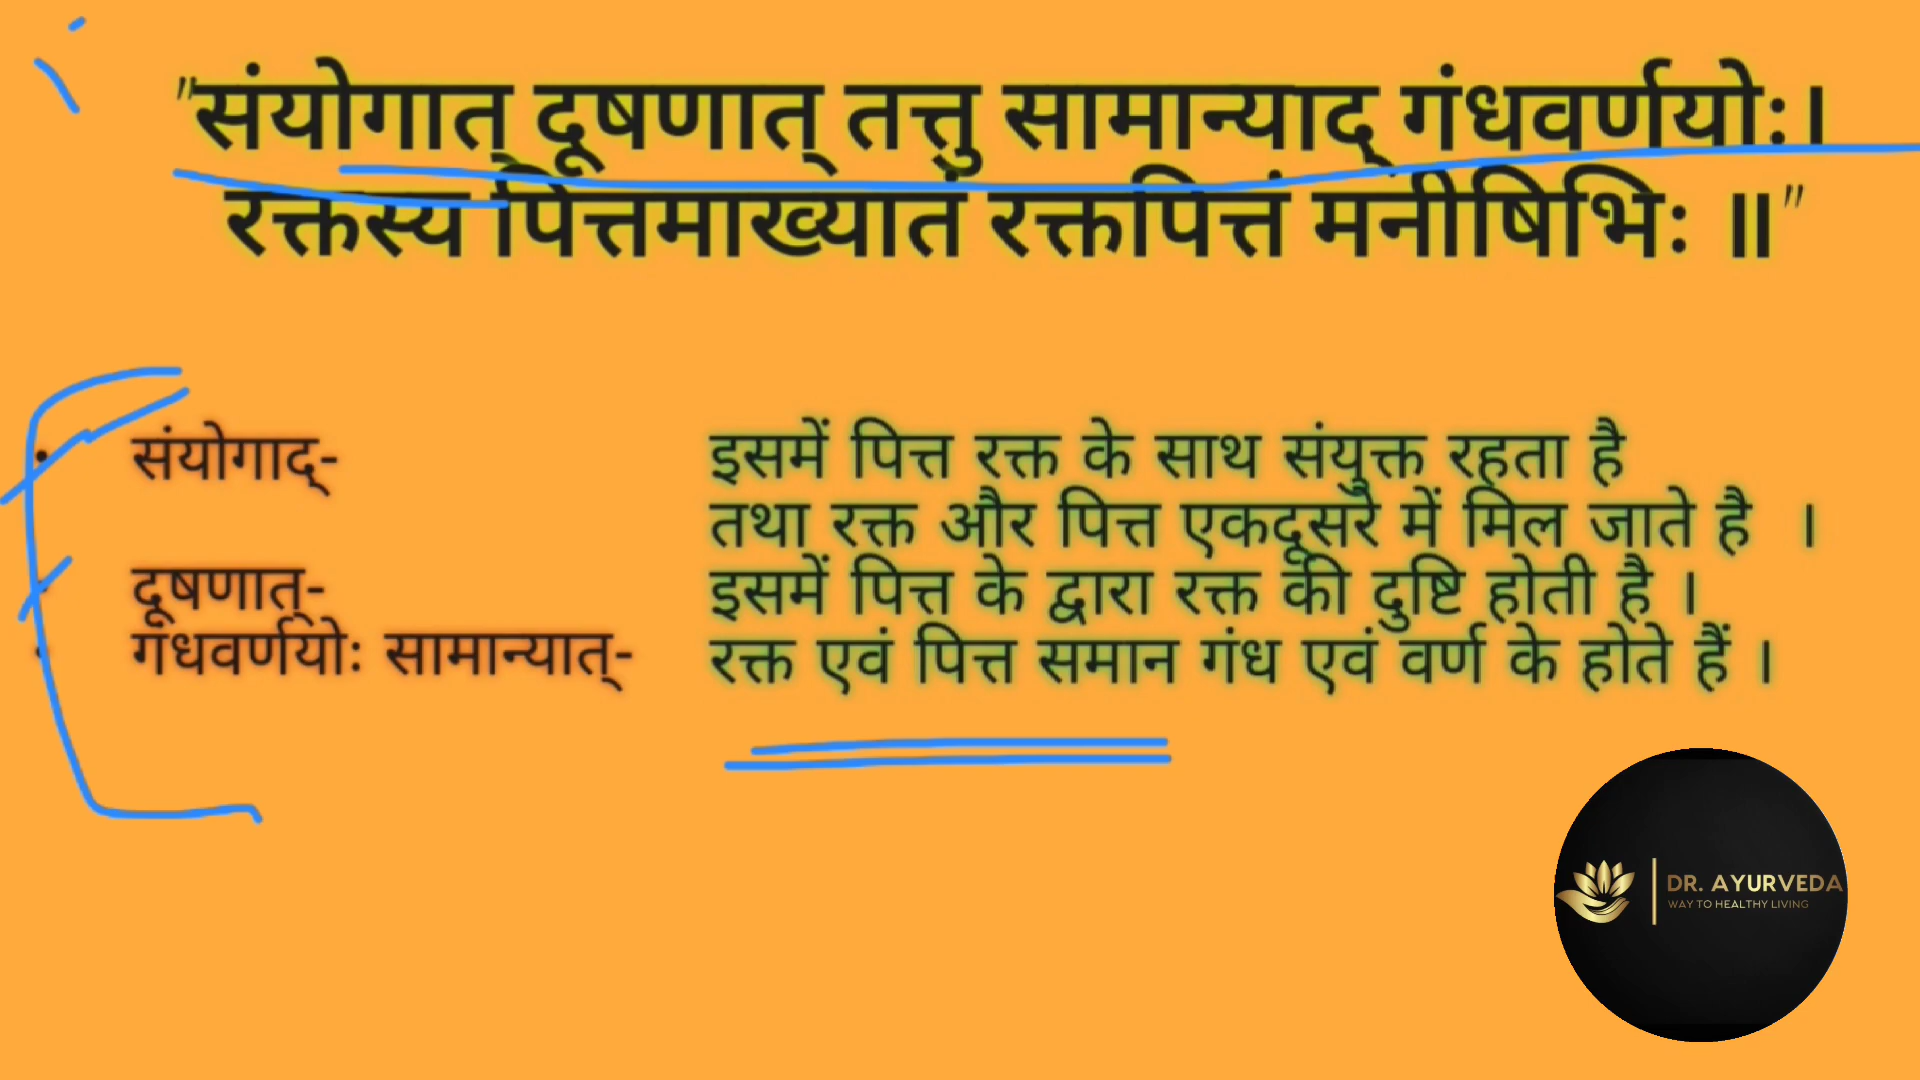 "संयोगात् दूषणात् तत्तु सामान्याद् गंधवर्णयोः।
रक्तस्य पित्तमाख्यातं रक्तपित्तं मनीषिभिः ॥"
• संयोगाद्- इसमें पित्त रक्त के साथ संयुक्त रहता है
तथा रक्त और पित्त एकदूसरे में मिल जाते है ।
• दूषणात्- इसमें पित्त के द्वारा रक्त की दुष्टि होती है ।
• गंधवर्णयोः सामान्यात्- रक्त एवं पित्त समान गंध एवं वर्ण के होते हैं ।
DR. AYURVEDA
WAY TO HEALTHY LIVING